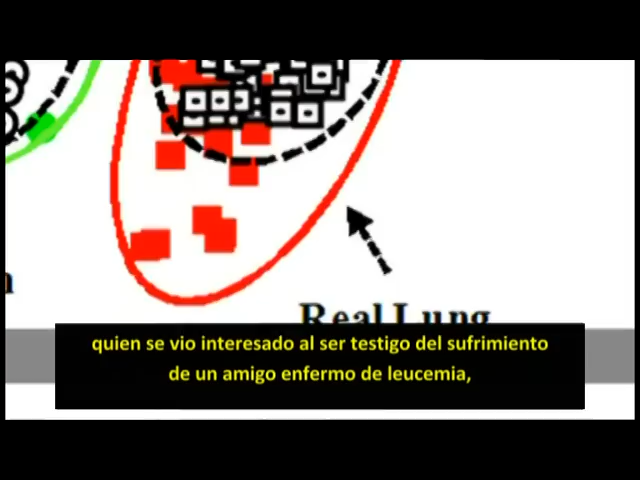 Real Lung
quien se vio interesado al ser testigo del sufrimiento
de un amigo enfermo de leucemia,